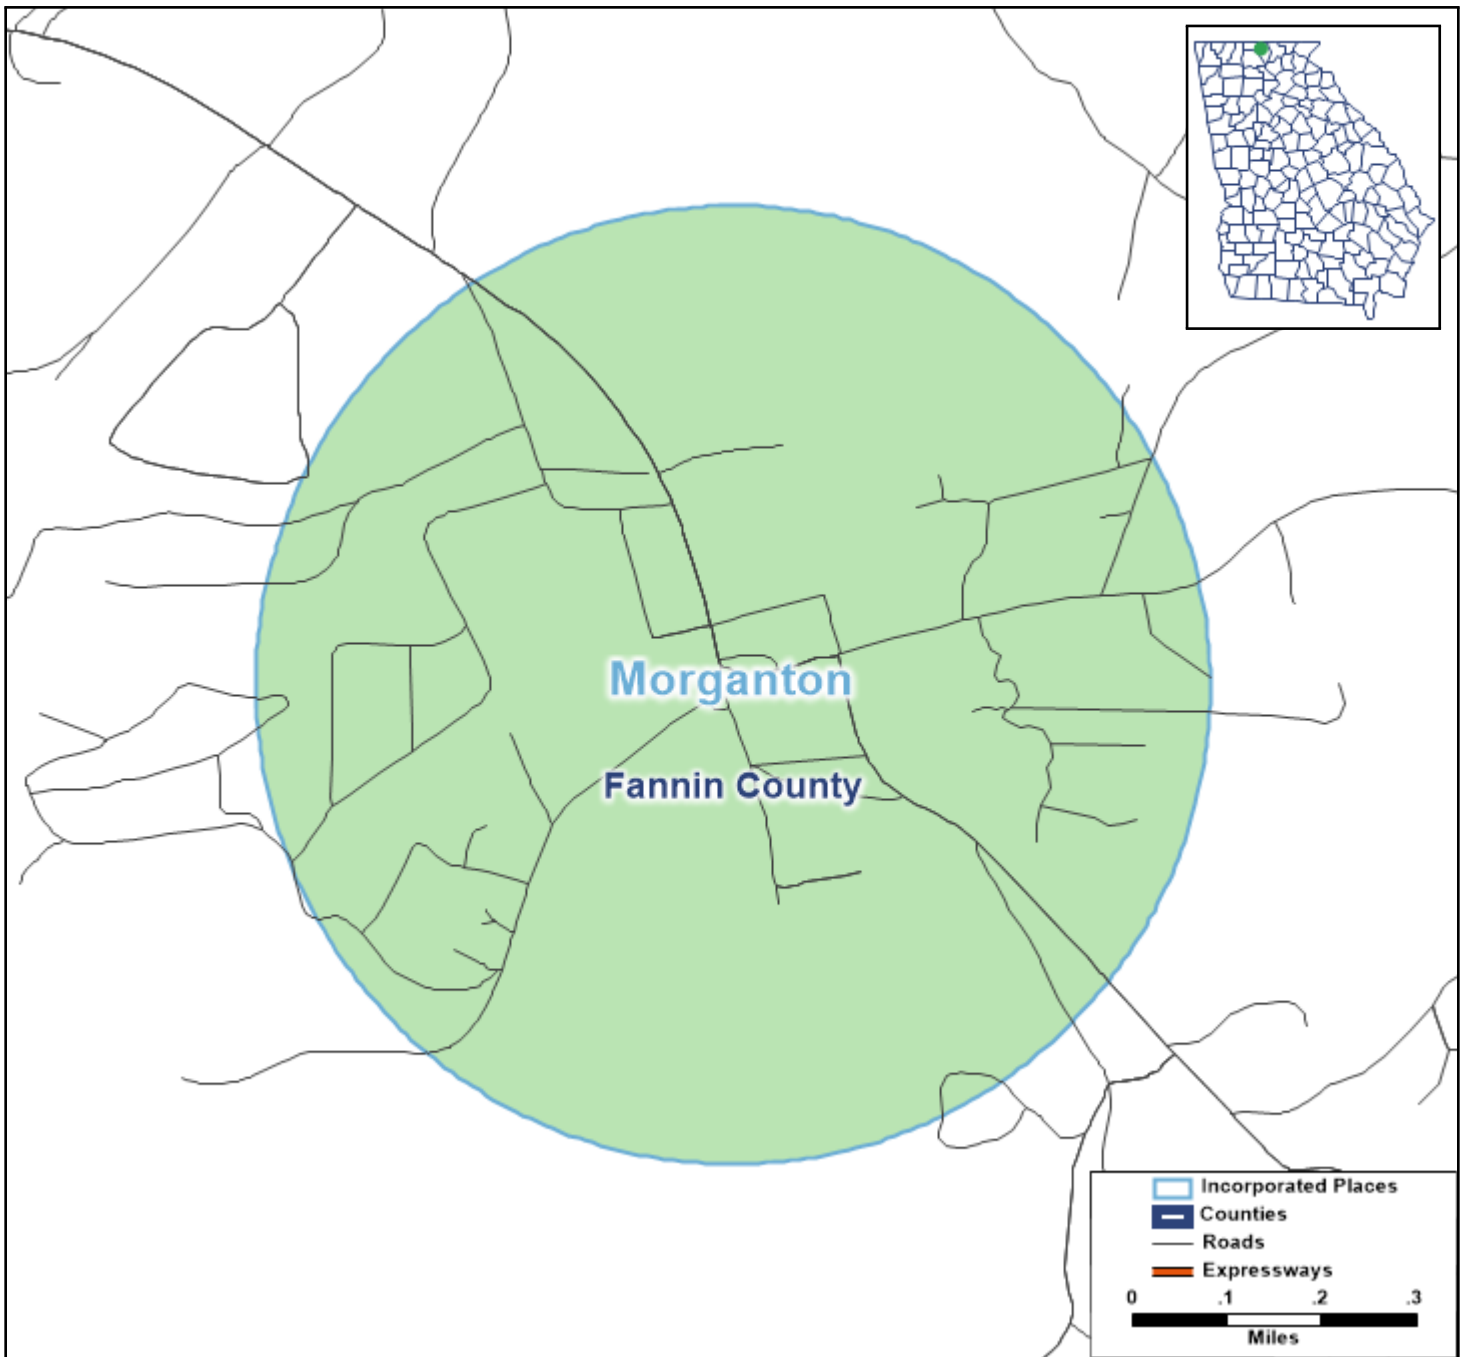 Morganton
Fannin County
Incorporated Places
Counties
Roads
Expressways
0 .1 .2 .3
Miles